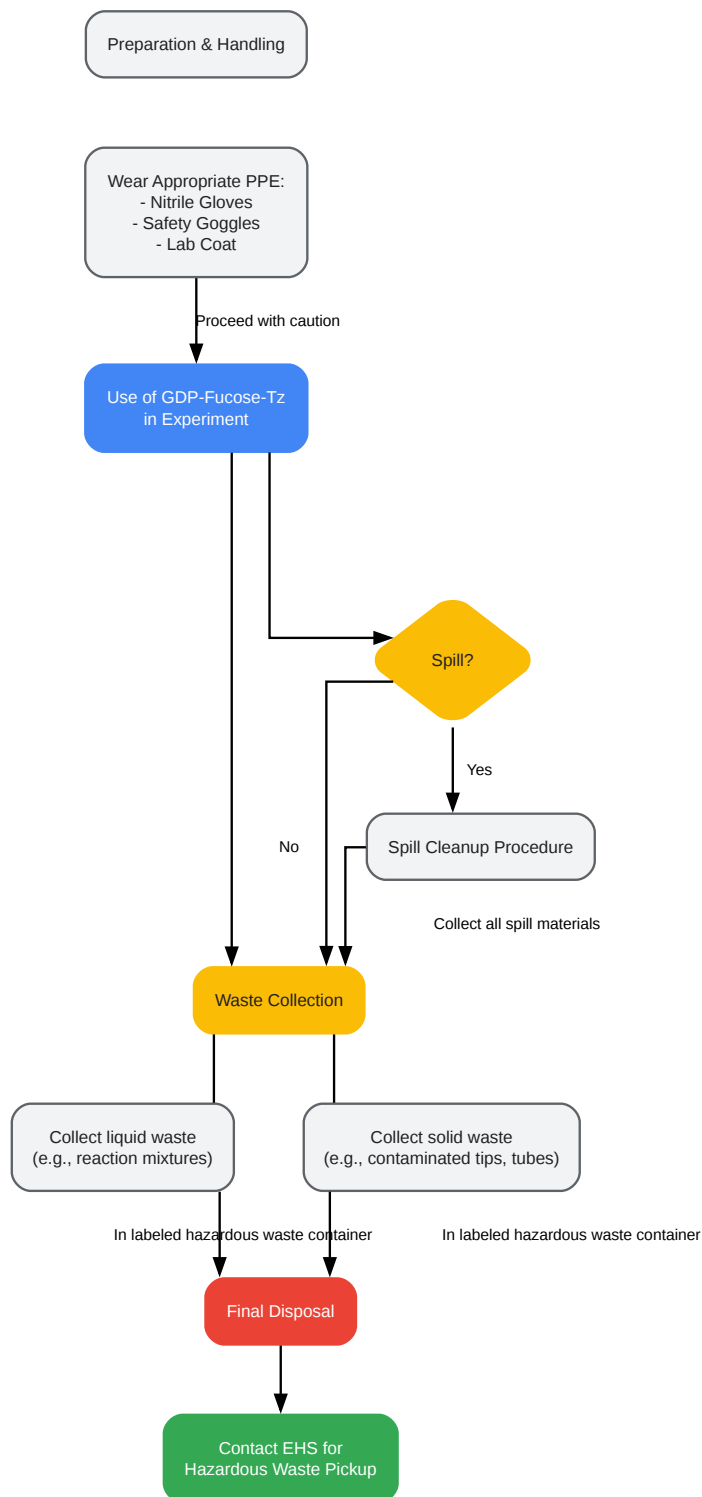 Preparation & Handling
Wear Appropriate PPE:
- Nitrile Gloves
- Safety Goggles
- Lab Coat
Proceed with caution
Use of GDP-Fucose-Tz
in Experiment
Spill?
Yes
No
Spill Cleanup Procedure
Collect all spill materials
Waste Collection
Collect liquid waste
(e.g., reaction mixtures)
Collect solid waste
(e.g., contaminated tips, tubes)
In labeled hazardous waste container
In labeled hazardous waste container
Final Disposal
Contact EHS for
Hazardous Waste Pickup